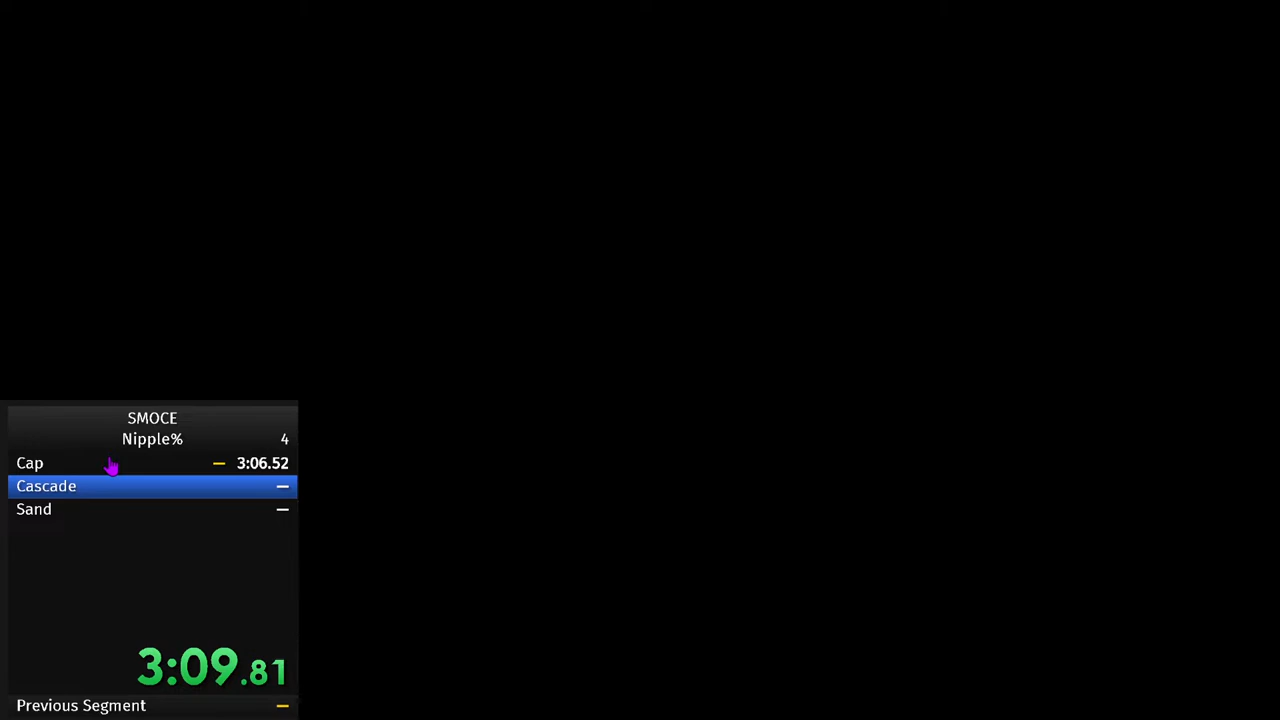 SMOCE
Nipple% 4
Cap — 3:06.52
Cascade —
Sand —
3:09.81
Previous Segment —